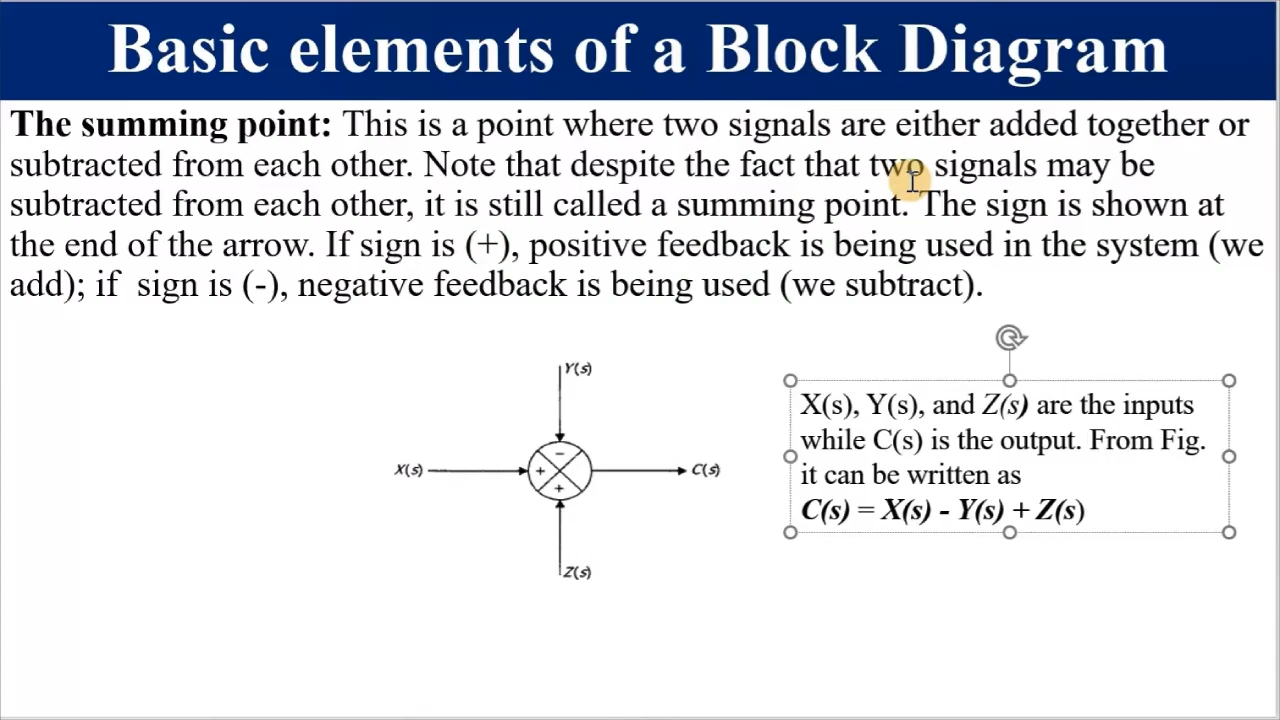 Basic elements of a Block Diagram
The summing point: This is a point where two signals are either added together or
subtracted from each other. Note that despite the fact that two signals may be
subtracted from each other, it is still called a summing point. The sign is shown at
the end of the arrow. If sign is (+), positive feedback is being used in the system (we
add); if  sign is (-), negative feedback is being used (we subtract).
Y(s)
X(s)
−
+
+
C(s)
Z(s)
X(s), Y(s), and Z(s) are the inputs
while C(s) is the output. From Fig.
it can be written as
C(s) = X(s) - Y(s) + Z(s)